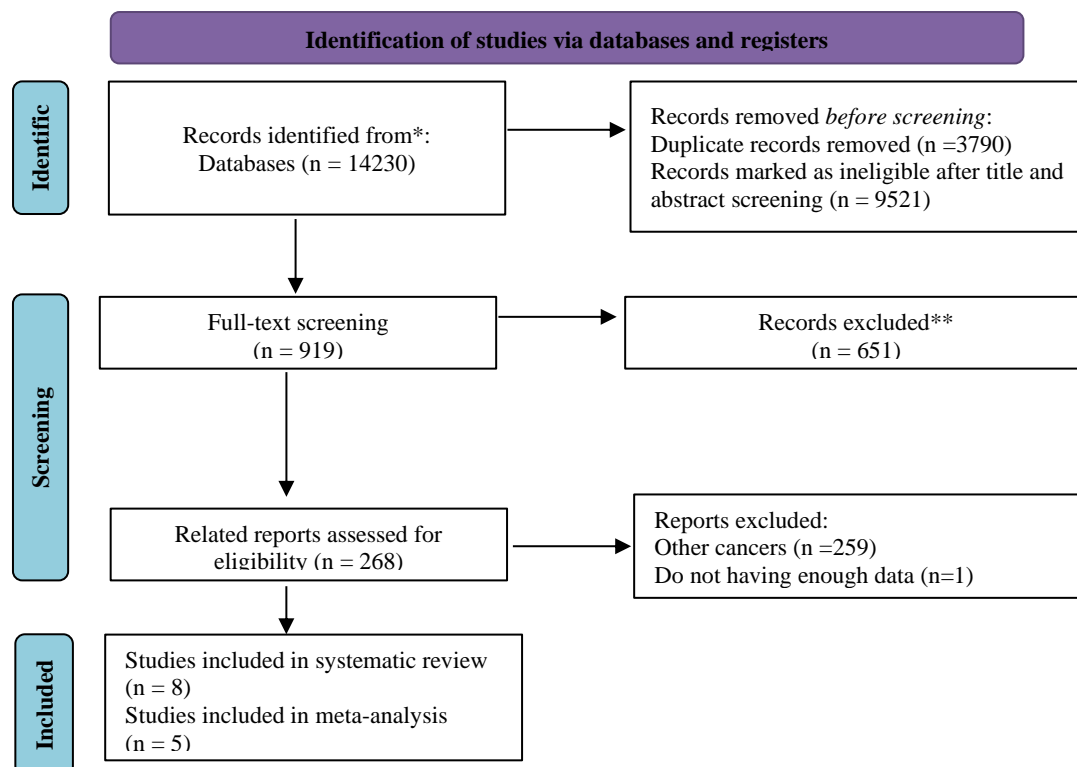 Identification of studies via databases and registers
Identific
Records identified from*:
Databases (n = 14230)
Records removed before screening:
Duplicate records removed (n =3790)
Records marked as ineligible after title and
abstract screening (n = 9521)
Screening
Full-text screening
(n = 919)
Records excluded**
(n = 651)
Related reports assessed for
eligibility (n = 268)
Reports excluded:
Other cancers (n =259)
Do not having enough data (n=1)
Included
Studies included in systematic review
(n = 8)
Studies included in meta-analysis
(n = 5)